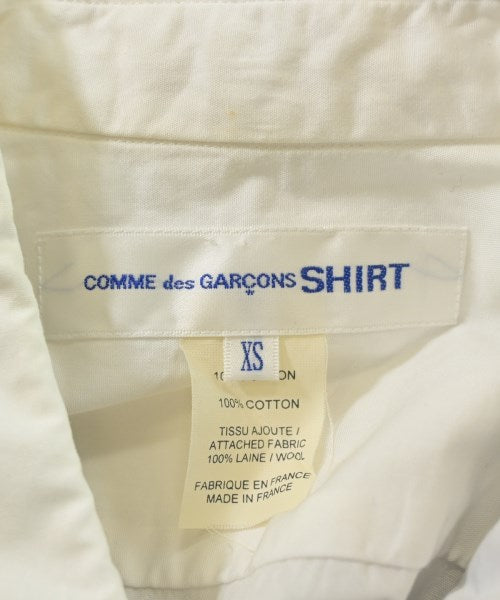 COMME des GARÇONS SHIRT
XS
100% COTTON
TISSU AJOUTE /
ATTACHED FABRIC
100% LAINE / WOOL
FABRIQUE EN FRANCE
MADE IN FRANCE